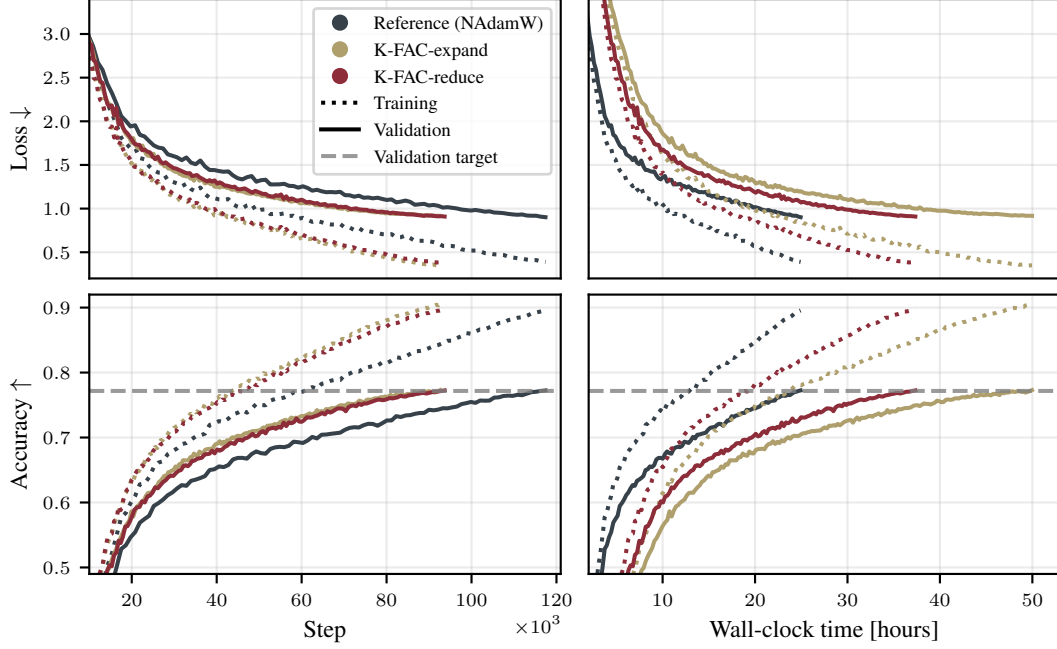 Loss ↓
3.0
2.5
2.0
1.5
1.0
0.5
Reference (NAdamW)
K-FAC-expand
K-FAC-reduce
Training
Validation
Validation target
Accuracy ↑
0.9
0.8
0.7
0.6
0.5
20 40 60 80 100 120
×10³
Step
10 20 30 40 50
Wall-clock time [hours]